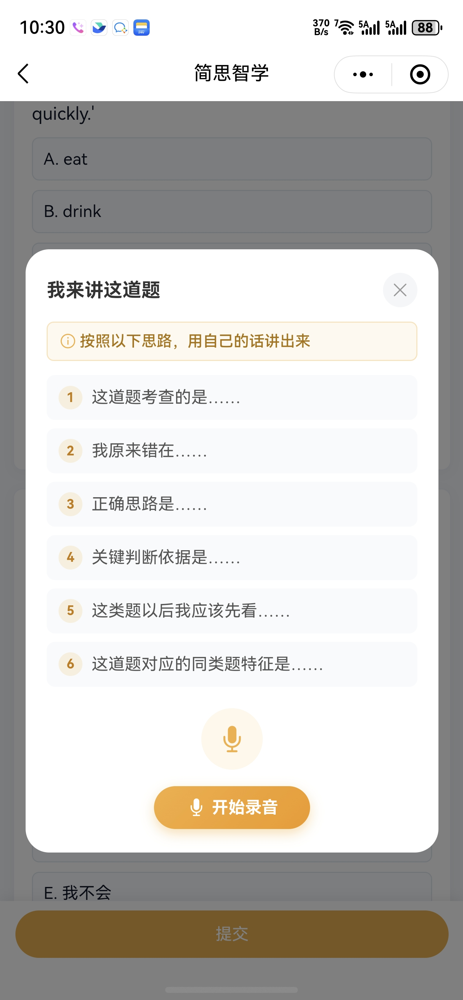 10:30
pay
370
B/s
7
5A
5A
88
简思智学
quickly.'
A. eat
B. drink
我来讲这道题
按照以下思路，用自己的话讲出来
1 这道题考查的是……
2 我原来错在……
3 正确思路是……
4 关键判断依据是……
5 这类题以后我应该先看……
6 这道题对应的同类题特征是……
开始录音
E. 我不会
提交